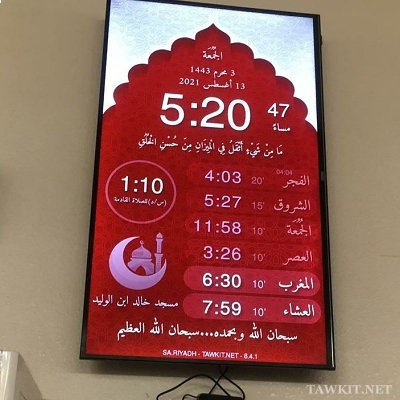 الجُمُعَة
3 محرم 1443
13 أغسطس 2021
5:20 47 مساءً
مَا مِنْ شَيْءٍ أَثْقَلُ فِي الْمِيزَانِ مِنْ حُسْنِ الْخُلُقِ
1:10
(س/د)للصلاة القادمة
04:04
الفجر 20' 4:03
الشروق 15' 5:27
الجُمُعَة 10' 11:58
العصر 10' 3:26
المغرب 10' 6:30
العشاء 10' 7:59
مسجد خالد ابن الوليد
سبحان الله وبحمده...سبحان الله العظيم
SA.RIYADH - TAWKIT.NET - 8.4.1
TAWKIT.NET